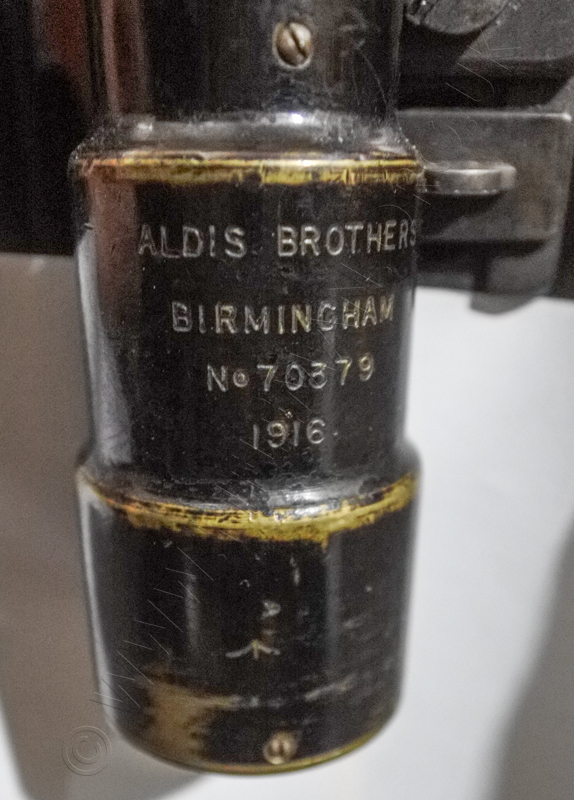 ALDIS BROTHERS
BIRMINGHAM
No 70379
1916
A